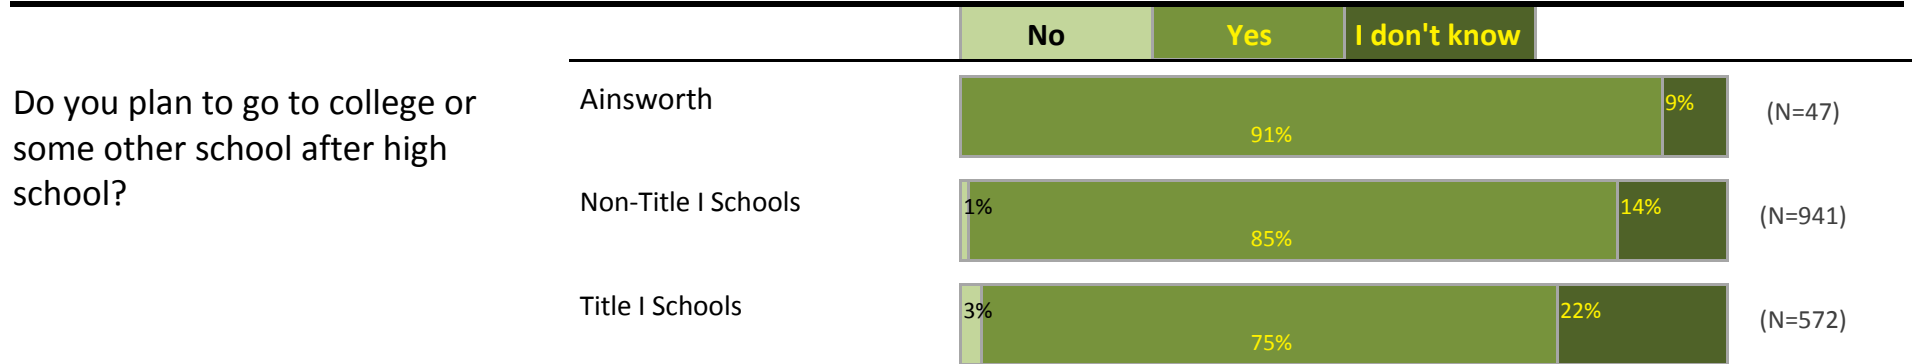 No Yes I don't know
Do you plan to go to college or
some other school after high
school?
Ainsworth
91%
9%
(N=47)
Non-Title I Schools
1%
85%
14%
(N=941)
Title I Schools
3%
75%
22%
(N=572)